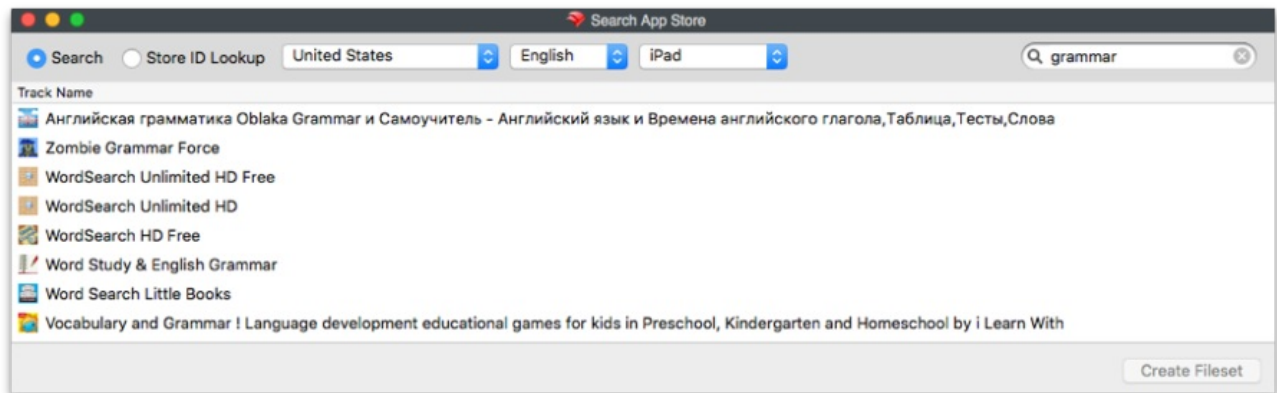 Search App Store
Search Store ID Lookup United States English iPad grammar
Track Name
Английская грамматика Oblaka Grammar и Самоучитель - Английский язык и Времена английского глагола,Таблица,Тесты,Слова
Zombie Grammar Force
WordSearch Unlimited HD Free
WordSearch Unlimited HD
WordSearch HD Free
Word Study & English Grammar
Word Search Little Books
Vocabulary and Grammar ! Language development educational games for kids in Preschool, Kindergarten and Homeschool by i Learn With
Create Fileset